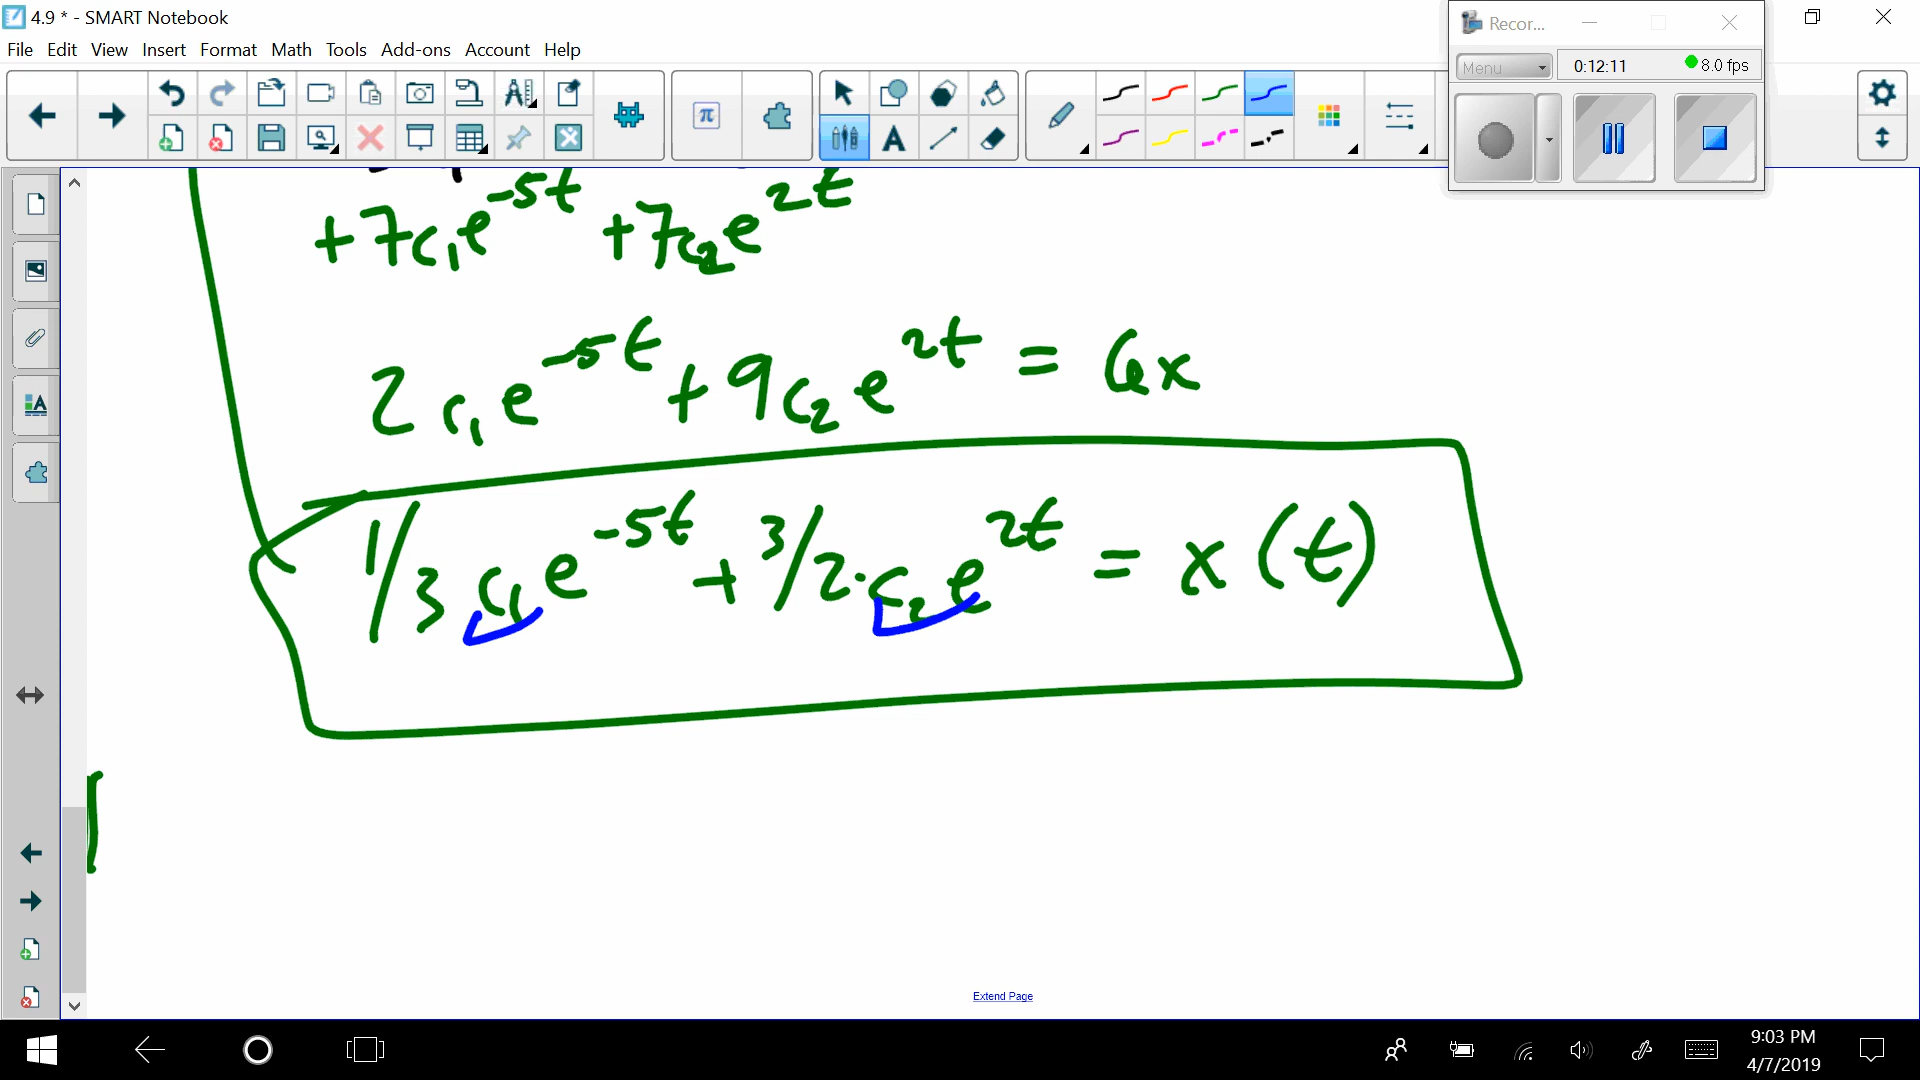 4.9 * - SMART Notebook
File Edit View Insert Format Math Tools Add-ons Account Help
Recor...
Menu
0:12:11
8.0 fps
π
A
+7c₁e^-5t +7c₂e^2t
2c₁e^-5t + 9c₂e^2t = 6x
1/3 c₁e^-5t + 3/2·c₂e^2t = x(t)
Extend Page
9:03 PM
4/7/2019